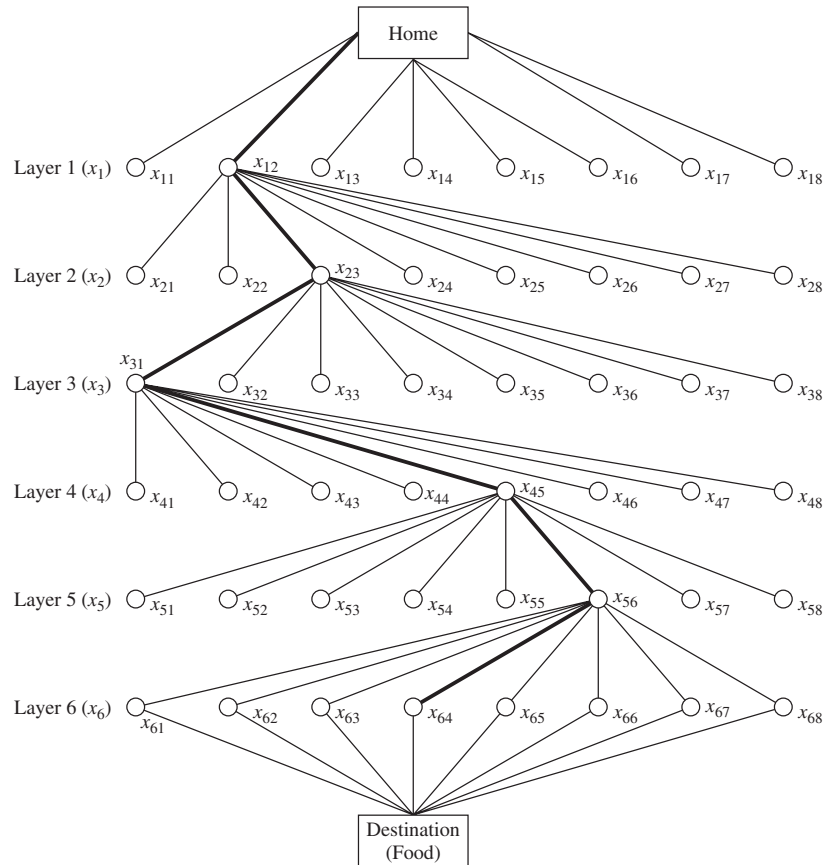 Home
Layer 1 (x₁)
x₁₁ x₁₂ x₁₃ x₁₄ x₁₅ x₁₆ x₁₇ x₁₈
Layer 2 (x₂)
x₂₁ x₂₂ x₂₃ x₂₄ x₂₅ x₂₆ x₂₇ x₂₈
Layer 3 (x₃)
x₃₁ x₃₂ x₃₃ x₃₄ x₃₅ x₃₆ x₃₇ x₃₈
Layer 4 (x₄)
x₄₁ x₄₂ x₄₃ x₄₄ x₄₅ x₄₆ x₄₇ x₄₈
Layer 5 (x₅)
x₅₁ x₅₂ x₅₃ x₅₄ x₅₅ x₅₆ x₅₇ x₅₈
Layer 6 (x₆)
x₆₁ x₆₂ x₆₃ x₆₄ x₆₅ x₆₆ x₆₇ x₆₈
Destination
(Food)